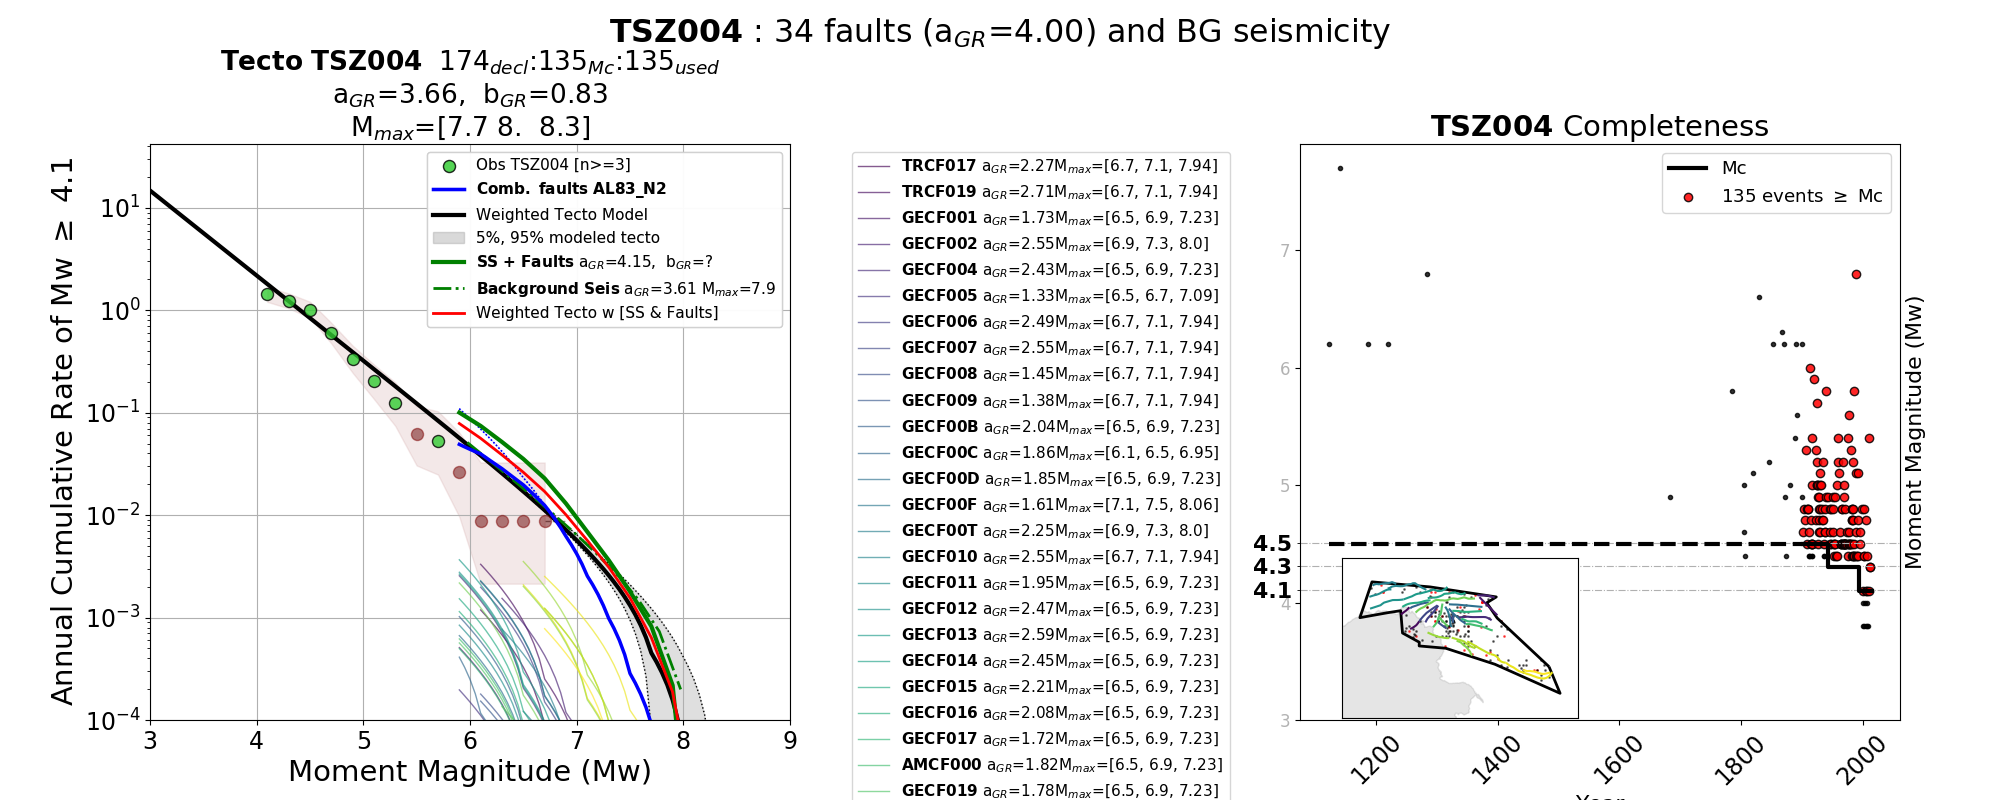 TSZ004 : 34 faults (aGR=4.00) and BG seismicity
Tecto TSZ004 174decl:135Mc:135used
aGR=3.66, bGR=0.83
Mmax=[7.7 8. 8.3]
Annual Cumulative Rate of Mw ≥ 4.1
10^1
10^0
10^−1
10^−2
10^−3
10^−4
3 4 5 6 7 8 9
Moment Magnitude (Mw)
Obs TSZ004 [n>=3]
Comb. faults AL83_N2
Weighted Tecto Model
5%, 95% modeled tecto
SS + Faults aGR=4.15, bGR=?
Background Seis aGR=3.61 Mmax=7.9
Weighted Tecto w [SS & Faults]
TRCF017 aGR=2.27Mmax=[6.7, 7.1, 7.94]
TRCF019 aGR=2.71Mmax=[6.7, 7.1, 7.94]
GECF001 aGR=1.73Mmax=[6.5, 6.9, 7.23]
GECF002 aGR=2.55Mmax=[6.9, 7.3, 8.0]
GECF004 aGR=2.43Mmax=[6.5, 6.9, 7.23]
GECF005 aGR=1.33Mmax=[6.5, 6.7, 7.09]
GECF006 aGR=2.49Mmax=[6.7, 7.1, 7.94]
GECF007 aGR=2.55Mmax=[6.7, 7.1, 7.94]
GECF008 aGR=1.45Mmax=[6.7, 7.1, 7.94]
GECF009 aGR=1.38Mmax=[6.7, 7.1, 7.94]
GECF00B aGR=2.04Mmax=[6.5, 6.9, 7.23]
GECF00C aGR=1.86Mmax=[6.1, 6.5, 6.95]
GECF00D aGR=1.85Mmax=[6.5, 6.9, 7.23]
GECF00F aGR=1.61Mmax=[7.1, 7.5, 8.06]
GECF00T aGR=2.25Mmax=[6.9, 7.3, 8.0]
GECF010 aGR=2.55Mmax=[6.7, 7.1, 7.94]
GECF011 aGR=1.95Mmax=[6.5, 6.9, 7.23]
GECF012 aGR=2.47Mmax=[6.5, 6.9, 7.23]
GECF013 aGR=2.59Mmax=[6.5, 6.9, 7.23]
GECF014 aGR=2.45Mmax=[6.5, 6.9, 7.23]
GECF015 aGR=2.21Mmax=[6.5, 6.9, 7.23]
GECF016 aGR=2.08Mmax=[6.5, 6.9, 7.23]
GECF017 aGR=1.72Mmax=[6.5, 6.9, 7.23]
AMCF000 aGR=1.82Mmax=[6.5, 6.9, 7.23]
GECF019 aGR=1.78Mmax=[6.5, 6.9, 7.23]
TSZ004 Completeness
Mc
135 events ≥ Mc
7
6
5
4.5
4.3
4.1
4
3
1200 1400 1600 1800 2000
Moment Magnitude (Mw)